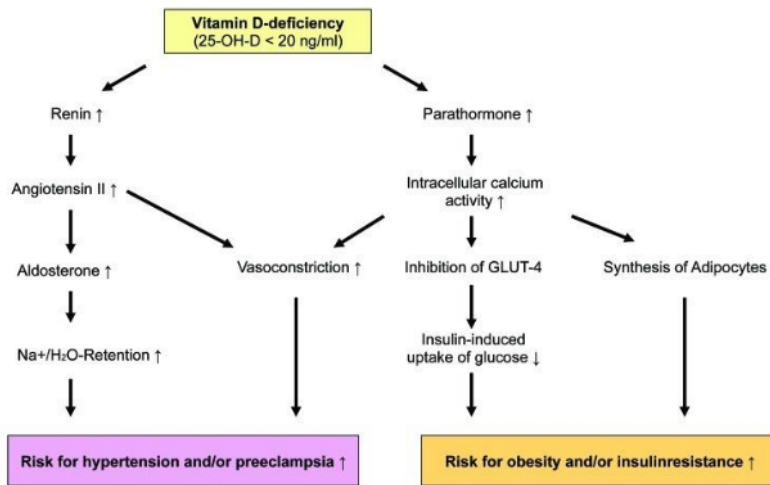 Vitamin D-deficiency
(25-OH-D < 20 ng/ml)
Renin ↑
Parathormone ↑
Angiotensin II ↑
Intracellular calcium
activity ↑
Aldosterone ↑
Vasoconstriction ↑
Inhibition of GLUT-4
Synthesis of Adipocytes
Na+/H₂O-Retention ↑
Insulin-induced
uptake of glucose ↓
Risk for hypertension and/or preeclampsia ↑
Risk for obesity and/or insulinresistance ↑